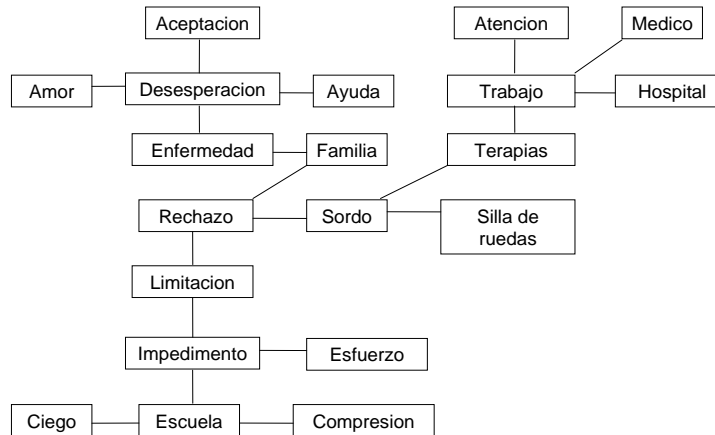 Aceptacion
Atencion
Medico
Amor
Desesperacion
Ayuda
Trabajo
Hospital
Enfermedad
Familia
Terapias
Rechazo
Sordo
Silla de
ruedas
Limitacion
Impedimento
Esfuerzo
Ciego
Escuela
Compresion